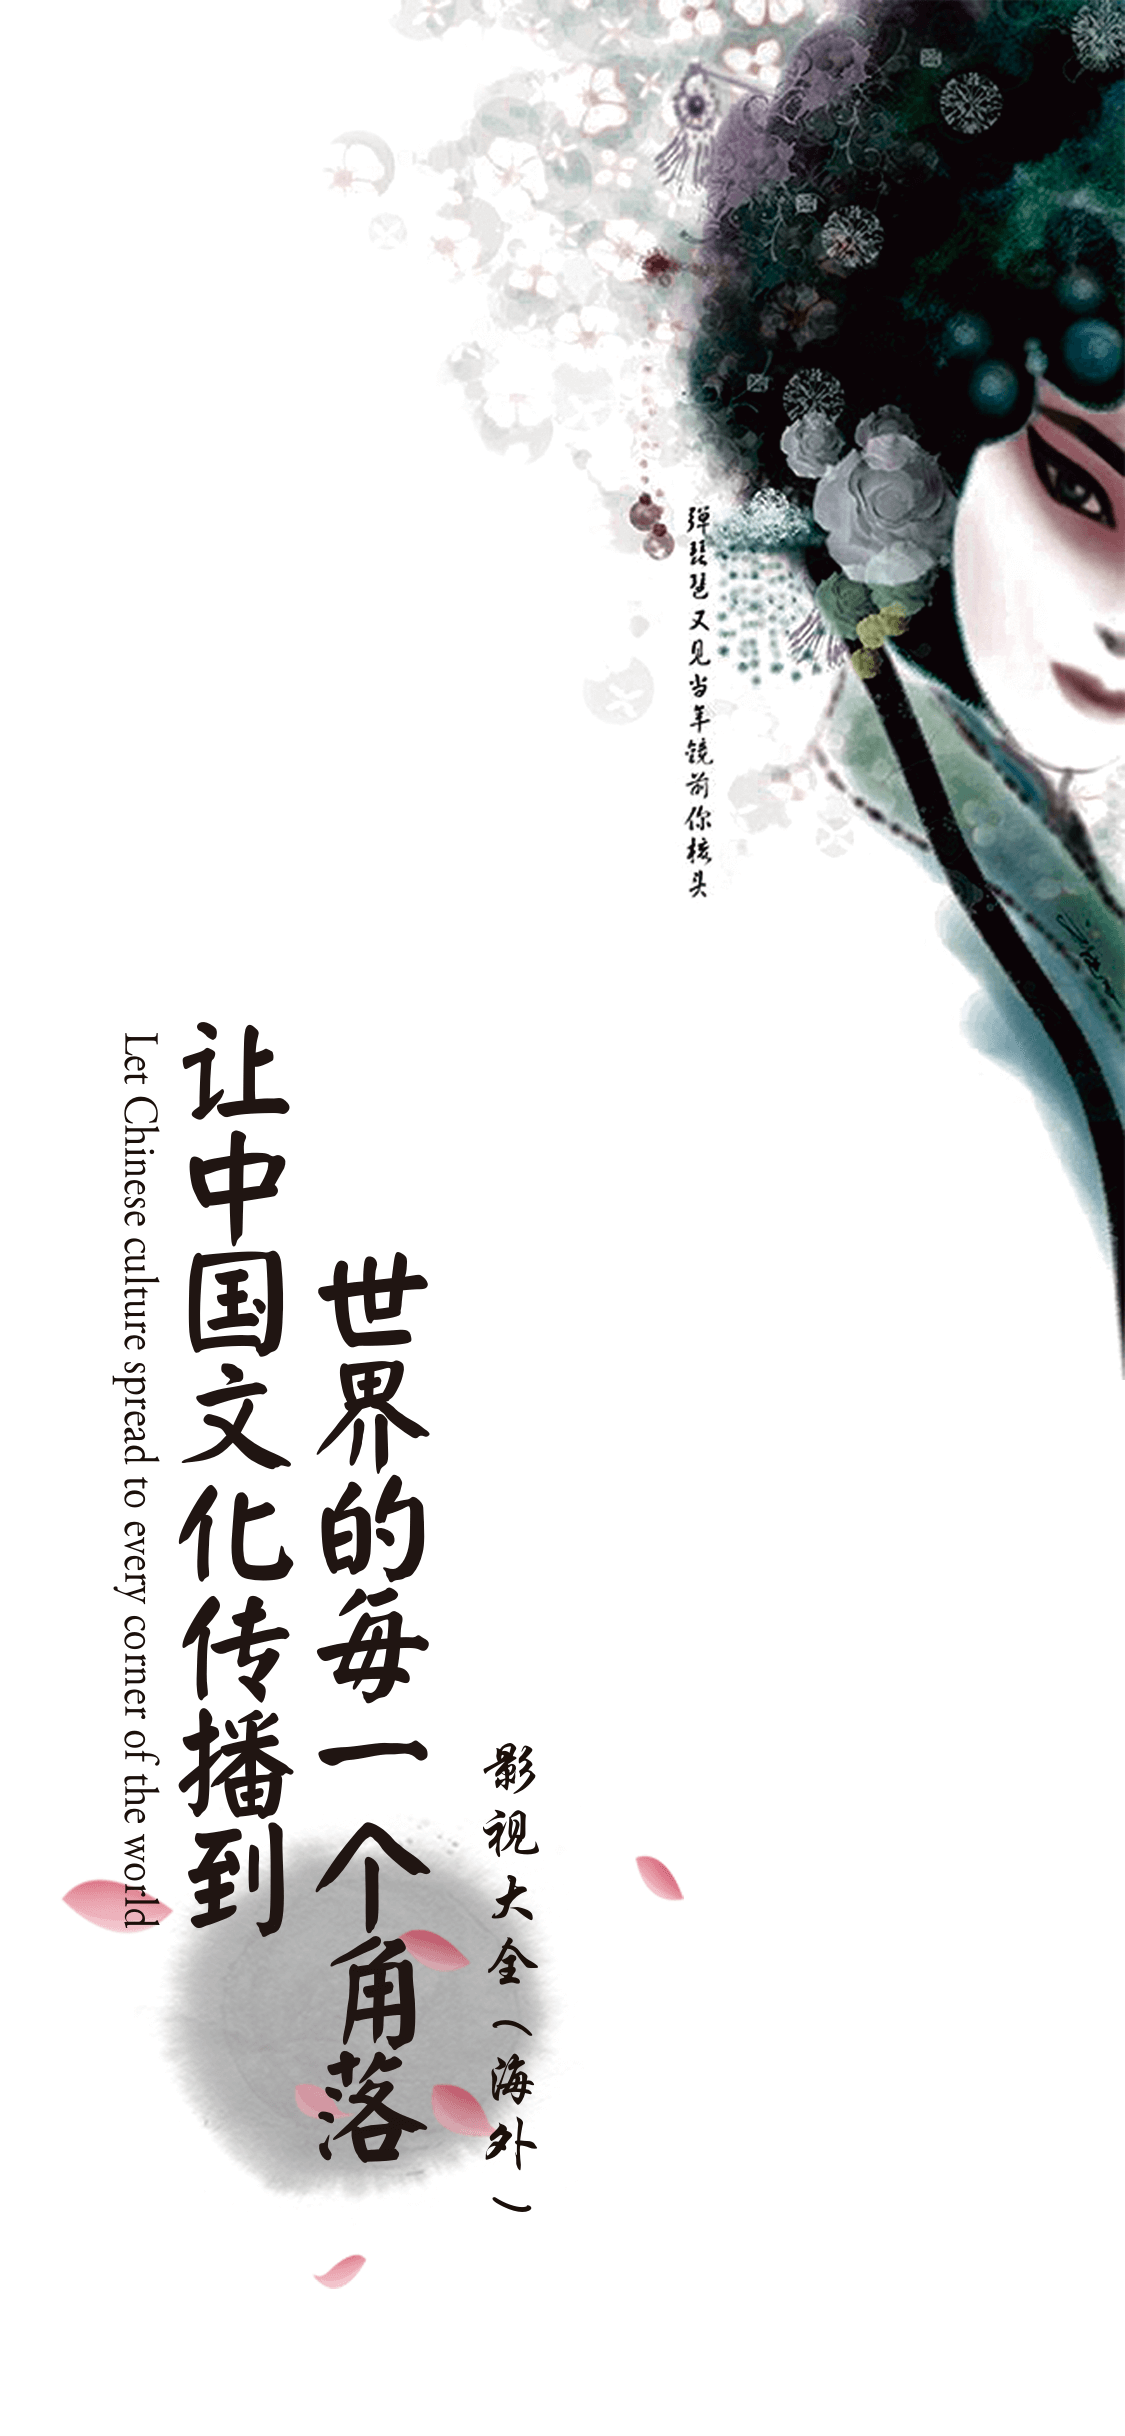 弹琵琶又见当年镜前你梳头
让中国文化传播到
世界的每一个角落
Let Chinese culture spread to every corner of the world
影视大全（海外）